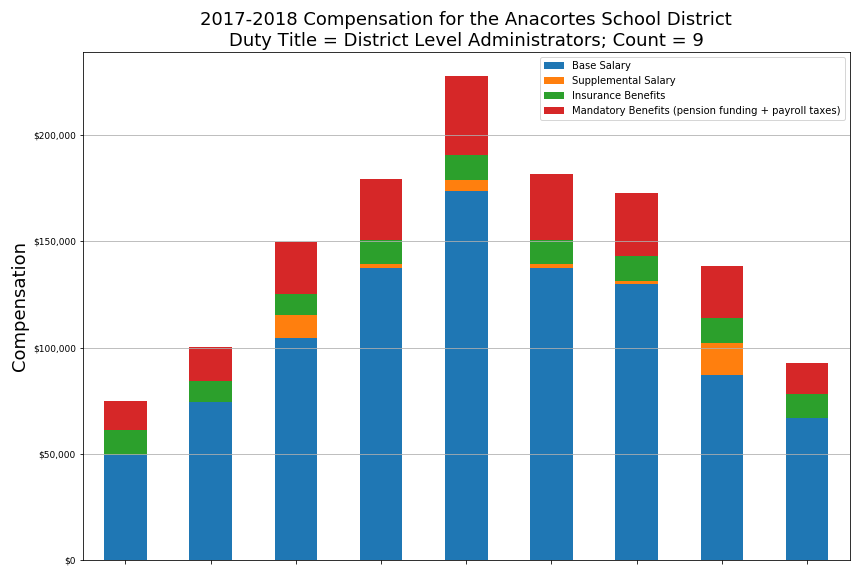 2017-2018 Compensation for the Anacortes School District
Duty Title = District Level Administrators; Count = 9
Base Salary
Supplemental Salary
Insurance Benefits
Mandatory Benefits (pension funding + payroll taxes)
$200,000
$150,000
$100,000
$50,000
$0
Compensation